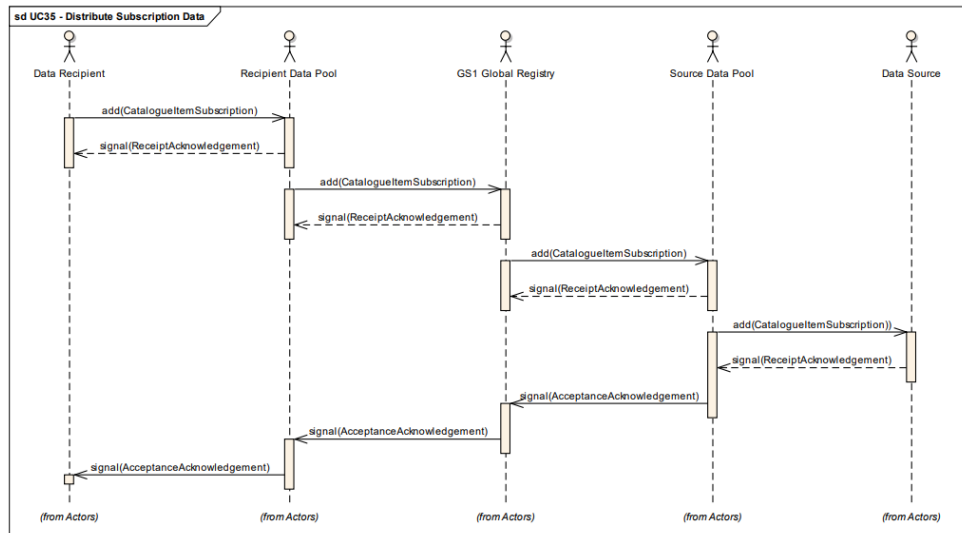 sd UC35 - Distribute Subscription Data
Data Recipient
Recipient Data Pool
GS1 Global Registry
Source Data Pool
Data Source
add(CatalogueItemSubscription)
signal(ReceiptAcknowledgement)
add(CatalogueItemSubscription)
signal(ReceiptAcknowledgement)
add(CatalogueItemSubscription)
signal(ReceiptAcknowledgement)
add(CatalogueItemSubscription))
signal(ReceiptAcknowledgement)
signal(AcceptanceAcknowledgement)
signal(AcceptanceAcknowledgement)
signal(AcceptanceAcknowledgement)
(from Actors)
(from Actors)
(from Actors)
(from Actors)
(from Actors)